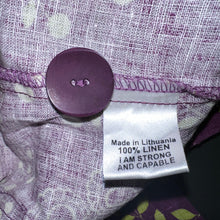 Made in Lithuania
100% LINEN
I AM STRONG
AND CAPABLE